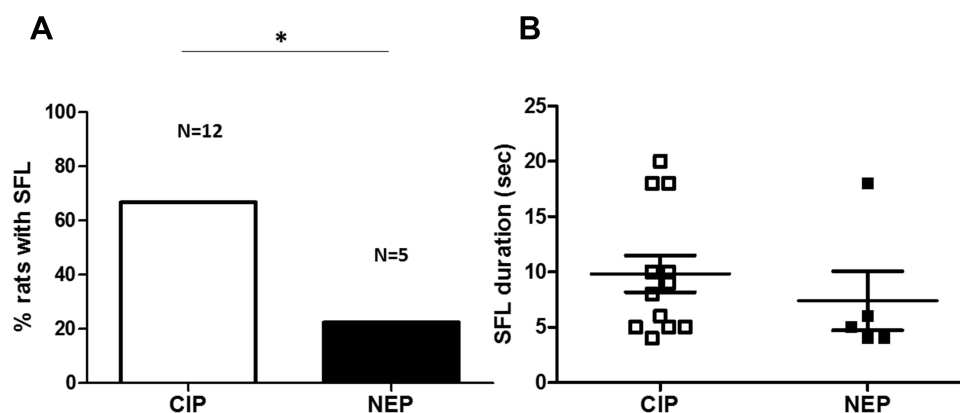 A
*
% rats with SFL
100
80
60
40
20
0
N=12
N=5
CIP
NEP
B
SFL duration (sec)
25
20
15
10
5
0
CIP
NEP